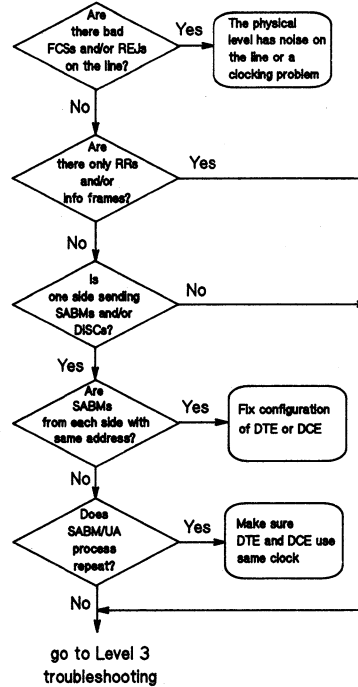 Are
there bad
FCSs and/or REJs
on the line?
Yes
The physical
level has noise on
the line or a
clocking problem
No
Are
there only RRs
and/or
info frames?
Yes
No
Is
one side sending
SABMs and/or
DISCs?
No
Yes
Are
SABMs
from each side with
same address?
Yes
Fix configuration
of DTE or DCE
No
Does
SABM/UA
process
repeat?
Yes
Make sure
DTE and DCE use
same clock
No
go to Level 3
troubleshooting